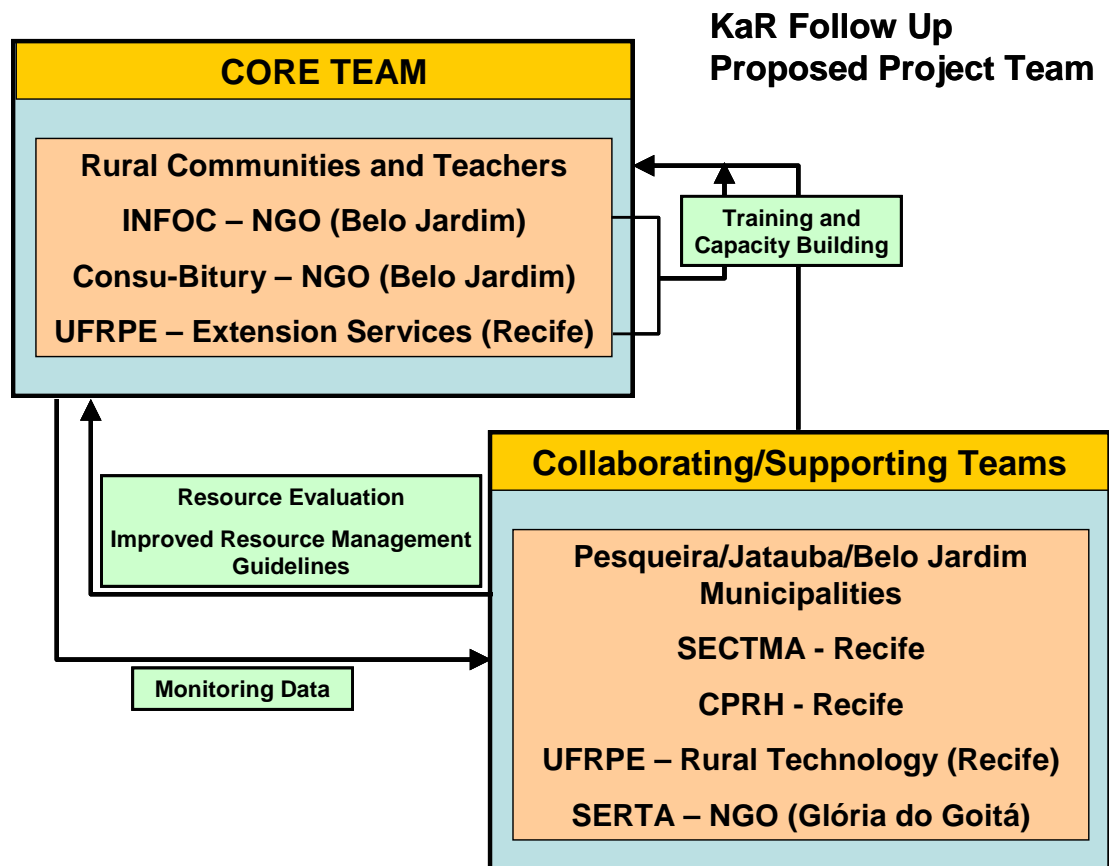 KaR Follow Up
Proposed Project Team
CORE TEAM
Rural Communities and Teachers
INFOC – NGO (Belo Jardim)
Consu-Bitury – NGO (Belo Jardim)
UFRPE – Extension Services (Recife)
Training and
Capacity Building
Collaborating/Supporting Teams
Resource Evaluation
Improved Resource Management
Guidelines
Pesqueira/Jatauba/Belo Jardim
Municipalities
SECTMA - Recife
Monitoring Data
CPRH - Recife
UFRPE – Rural Technology (Recife)
SERTA – NGO (Glória do Goitá)